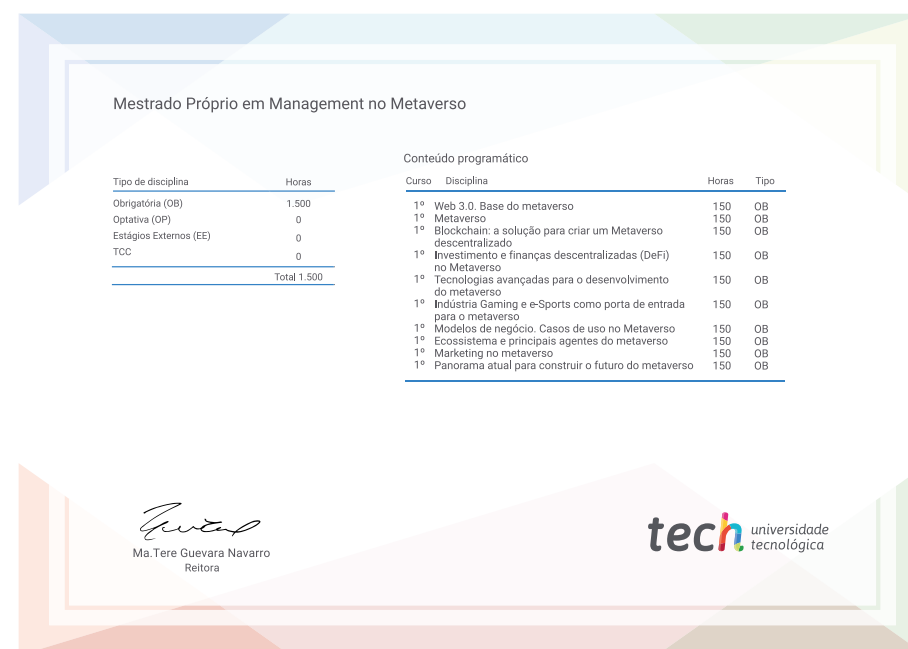 Mestrado Próprio em Management no Metaverso
Tipo de disciplina Horas
Obrigatória (OB) 1.500
Optativa (OP) 0
Estágios Externos (EE) 0
TCC 0
Total 1.500
Conteúdo programático
Curso Disciplina Horas Tipo
1º Web 3.0. Base do metaverso 150 OB
1º Metaverso 150 OB
1º Blockchain: a solução para criar um Metaverso 150 OB
descentralizado
1º Investimento e finanças descentralizadas (DeFi) 150 OB
no Metaverso
1º Tecnologias avançadas para o desenvolvimento 150 OB
do metaverso
1º Indústria Gaming e e-Sports como porta de entrada 150 OB
para o metaverso
1º Modelos de negócio. Casos de uso no Metaverso 150 OB
1º Ecossistema e principais agentes do metaverso 150 OB
1º Marketing no metaverso 150 OB
1º Panorama atual para construir o futuro do metaverso 150 OB
Ma.Tere Guevara Navarro
Reitora
tech universidade
tecnológica